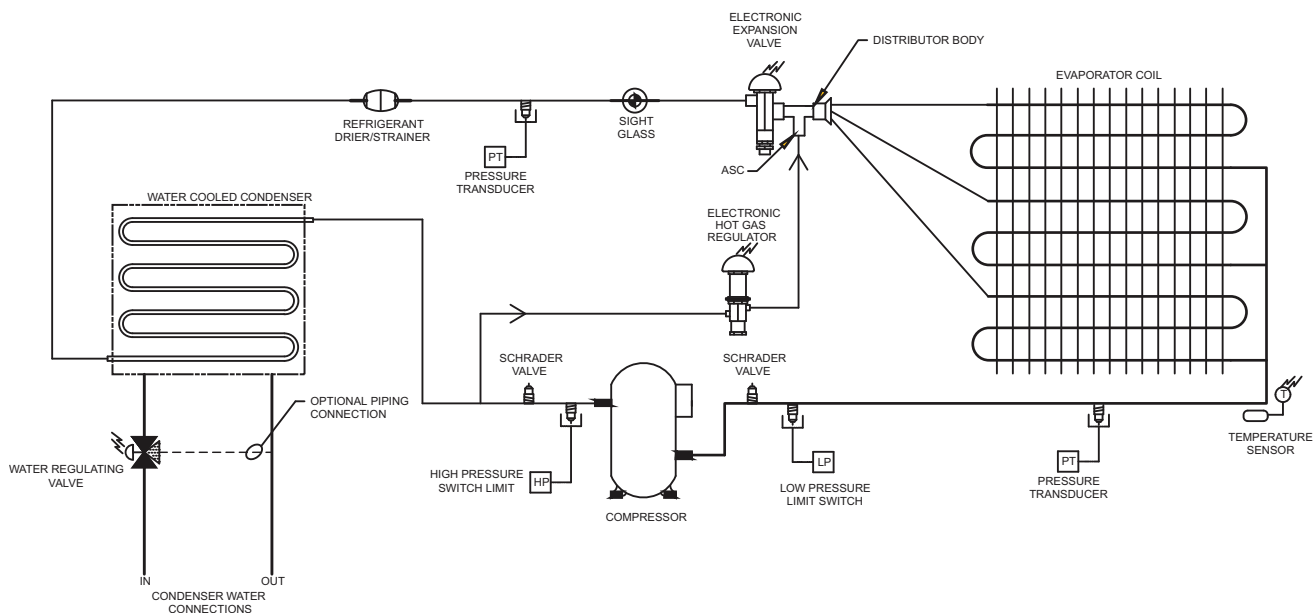 ELECTRONIC
EXPANSION
VALVE
DISTRIBUTOR BODY
EVAPORATOR COIL
REFRIGERANT
DRIER/STRAINER
SIGHT
GLASS
PT
PRESSURE
TRANSDUCER
ASC
WATER COOLED CONDENSER
ELECTRONIC
HOT GAS
REGULATOR
SCHRADER
VALVE
SCHRADER
VALVE
OPTIONAL PIPING
CONNECTION
T
TEMPERATURE
SENSOR
WATER REGULATING
VALVE
HIGH PRESSURE
SWITCH LIMIT
HP
COMPRESSOR
LP
LOW PRESSURE
LIMIT SWITCH
PT
PRESSURE
TRANSDUCER
IN
OUT
CONDENSER WATER
CONNECTIONS